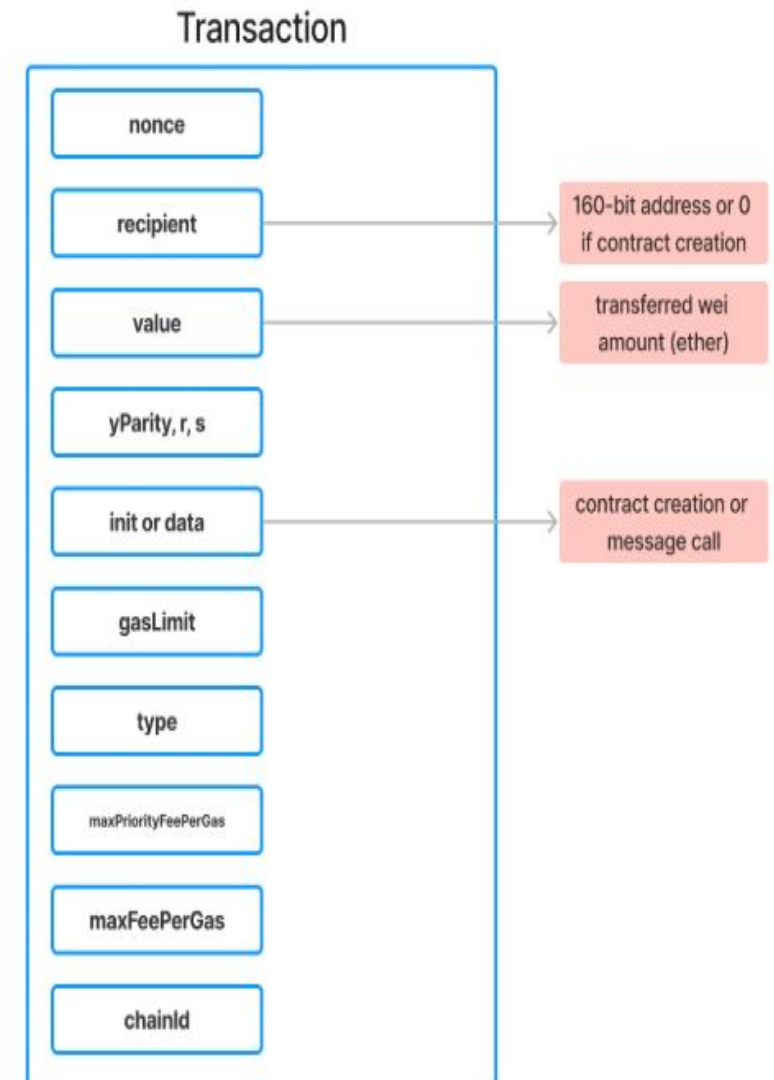 Transaction
nonce
recipient
160-bit address or 0
if contract creation
value
transferred wei
amount (ether)
yParity, r, s
init or data
contract creation or
message call
gasLimit
type
maxPriorityFeePerGas
maxFeePerGas
chainId